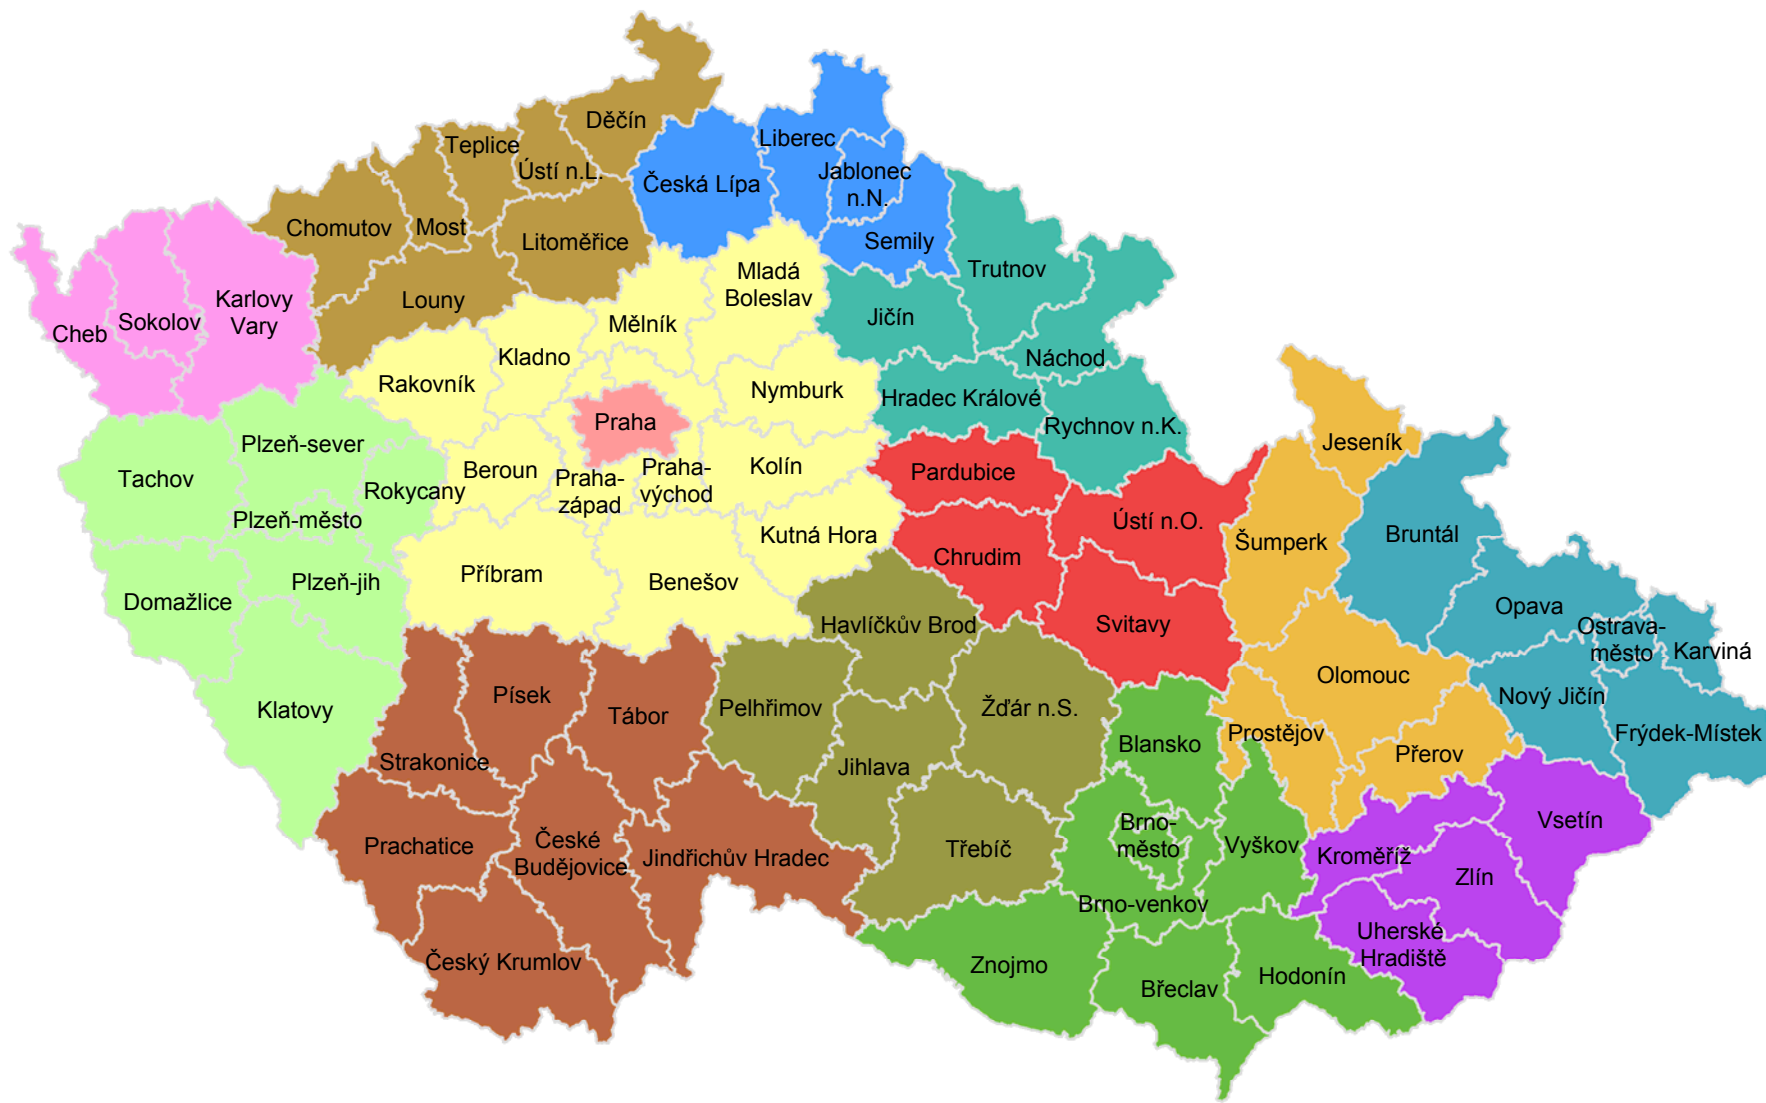 Děčín
Teplice
Ústí n.L.
Chomutov
Most
Litoměřice
Louny
Česká Lípa
Liberec
Jablonec
n.N.
Semily
Cheb
Sokolov
Karlovy
Vary
Trutnov
Jičín
Náchod
Hradec Králové
Rychnov n.K.
Mladá
Boleslav
Mělník
Kladno
Rakovník
Nymburk
Praha
Beroun
Praha-
západ
Praha-
východ
Kolín
Kutná Hora
Příbram
Benešov
Tachov
Plzeň-sever
Rokycany
Plzeň-město
Plzeň-jih
Domažlice
Klatovy
Pardubice
Chrudim
Ústí n.O.
Svitavy
Jeseník
Šumperk
Olomouc
Prostějov
Přerov
Bruntál
Opava
Ostrava-
město
Karviná
Nový Jičín
Frýdek-Místek
Písek
Tábor
Strakonice
Prachatice
České
Budějovice
Jindřichův Hradec
Český Krumlov
Havlíčkův Brod
Pelhřimov
Žďár n.S.
Jihlava
Třebíč
Blansko
Brno-
město
Vyškov
Brno-venkov
Znojmo
Břeclav
Hodonín
Vsetín
Kroměříž
Zlín
Uherské
Hradiště